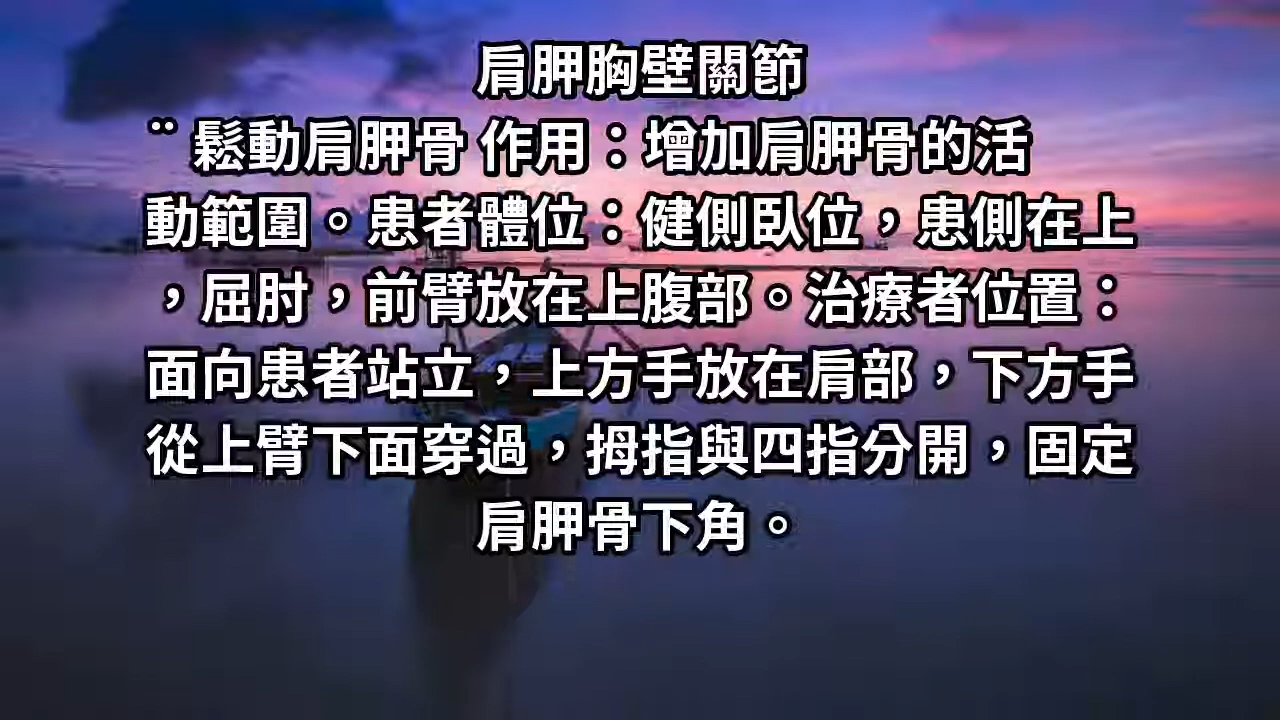 肩胛胸壁關節
¨ 鬆動肩胛骨 作用：增加肩胛骨的活
動範圍。患者體位：健側臥位，患側在上
，屈肘，前臂放在上腹部。治療者位置：
面向患者站立，上方手放在肩部，下方手
從上臂下面穿過，拇指與四指分開，固定
肩胛骨下角。